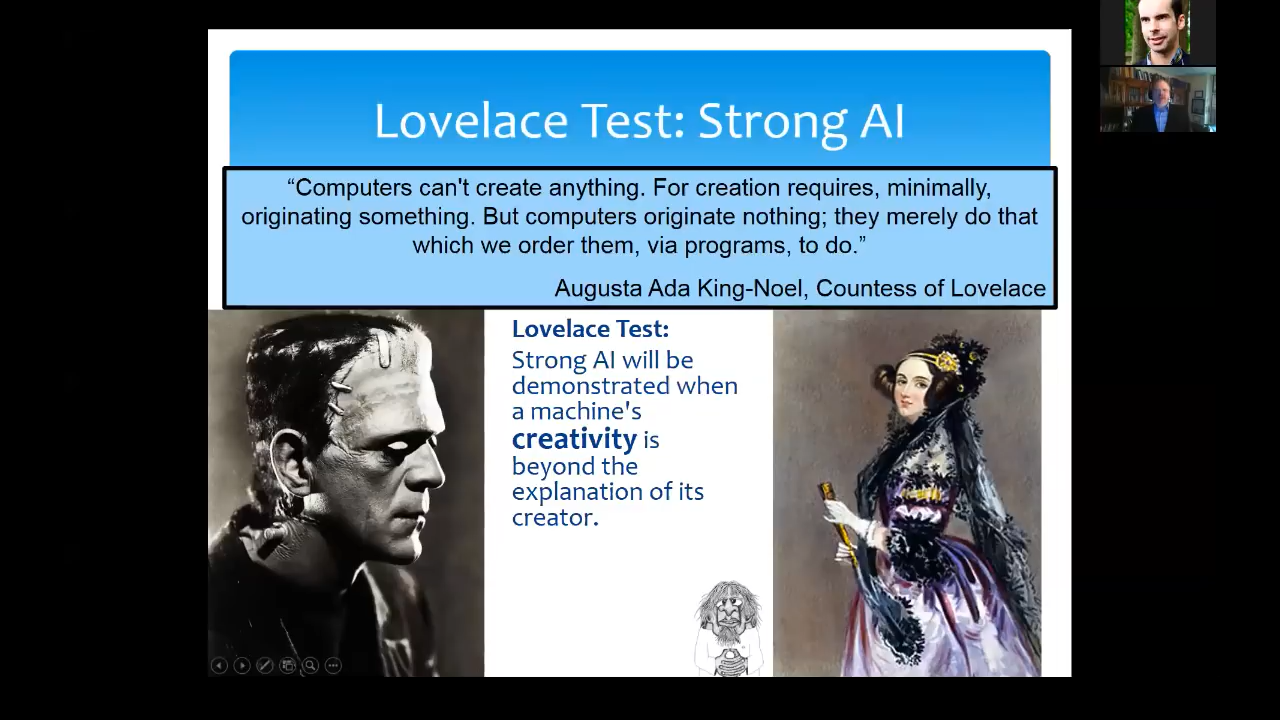 Lovelace Test: Strong AI
“Computers can't create anything. For creation requires, minimally,
originating something. But computers originate nothing; they merely do that
which we order them, via programs, to do.”
Augusta Ada King-Noel, Countess of Lovelace
Lovelace Test:
Strong AI will be
demonstrated when
a machine's
creativity is
beyond the
explanation of its
creator.